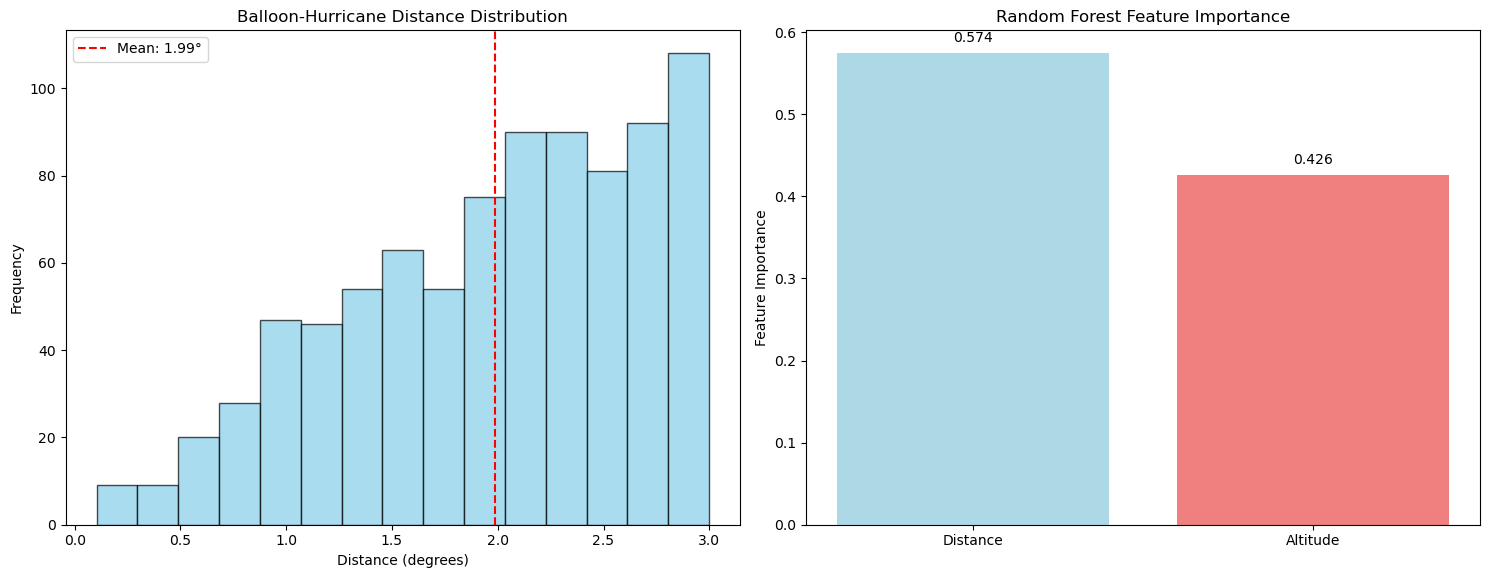 Balloon-Hurricane Distance Distribution
Mean: 1.99°
Frequency
100
80
60
40
20
0
0.0 0.5 1.0 1.5 2.0 2.5 3.0
Distance (degrees)
Random Forest Feature Importance
Feature Importance
0.6
0.5
0.4
0.3
0.2
0.1
0.0
0.574
0.426
Distance Altitude